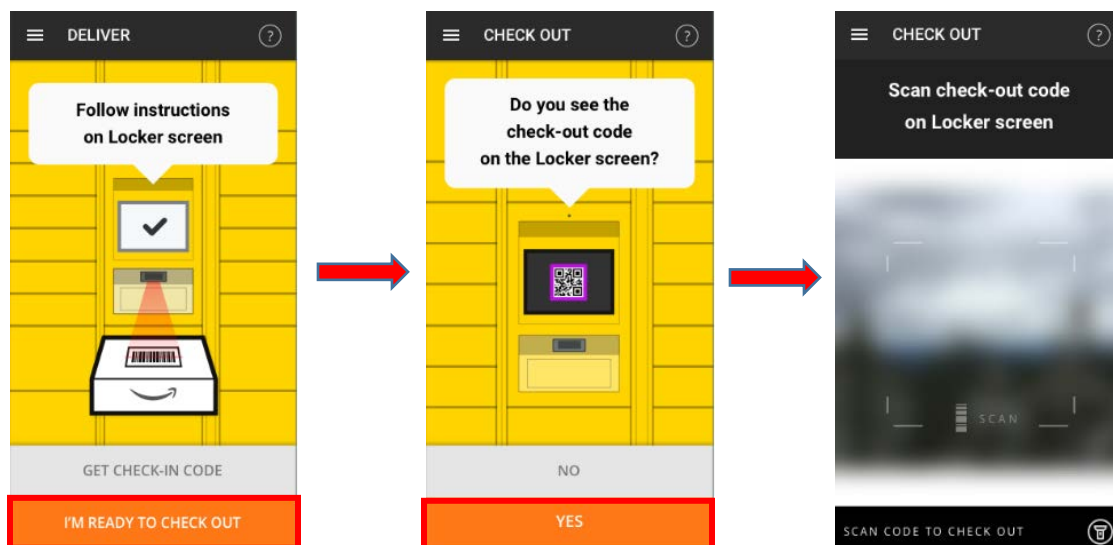 DELIVER
Follow instructions
on Locker screen
GET CHECK-IN CODE
I'M READY TO CHECK OUT
CHECK OUT
Do you see the
check-out code
on the Locker screen?
NO
YES
CHECK OUT
Scan check-out code
on Locker screen
SCAN
SCAN CODE TO CHECK OUT